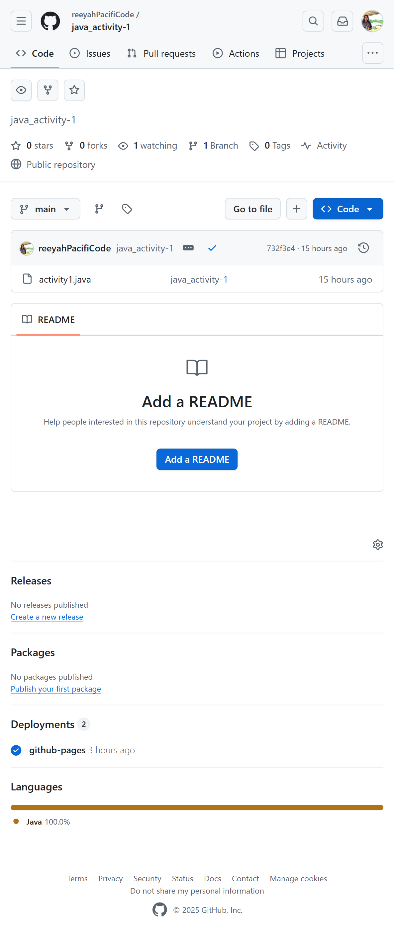 reeyahPacifiCode /
java_activity-1
Code Issues Pull requests Actions Projects
java_activity-1
0 stars 0 forks 1 watching 1 Branch 0 Tags Activity
Public repository
main Go to file Code
reeyahPacifiCode java_activity-1 732f3e4 · 15 hours ago
activity1.java java_activity-1 15 hours ago
README
Add a README
Help people interested in this repository understand your project by adding a README.
Add a README
Releases
No releases published
Create a new release
Packages
No packages published
Publish your first package
Deployments 2
github-pages hours ago
Languages
Java 100.0%
Terms Privacy Security Status Docs Contact Manage cookies
Do not share my personal information
© 2025 GitHub, Inc.